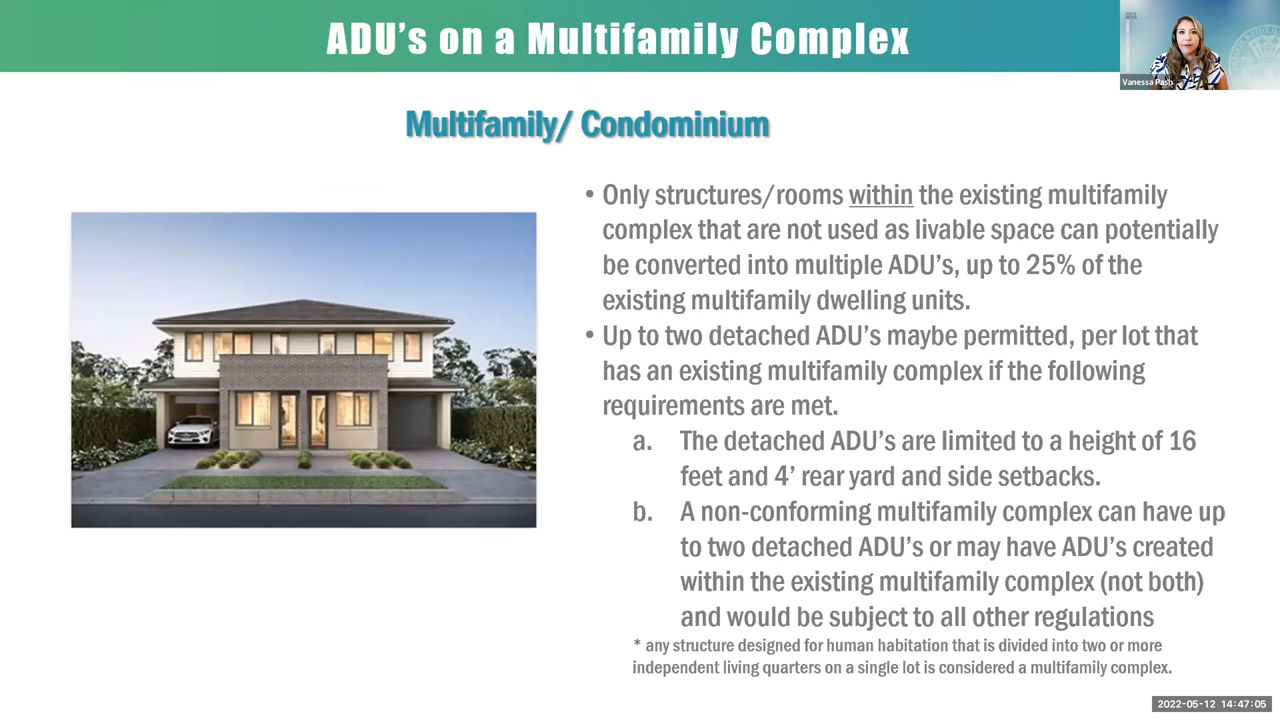 ADU's on a Multifamily Complex
Vanessa
Multifamily/ Condominium
• Only structures/rooms within the existing multifamily
complex that are not used as livable space can potentially
be converted into multiple ADU's, up to 25% of the
existing multifamily dwelling units.
• Up to two detached ADU's maybe permitted, per lot that
has an existing multifamily complex if the following
requirements are met.
a. The detached ADU's are limited to a height of 16
feet and 4' rear yard and side setbacks.
b. A non-conforming multifamily complex can have up
to two detached ADU's or may have ADU's created
within the existing multifamily complex (not both)
and would be subject to all other regulations
* any structure designed for human habitation that is divided into two or more
independent living quarters on a single lot is considered a multifamily complex.
2022-05-12 14:47:05